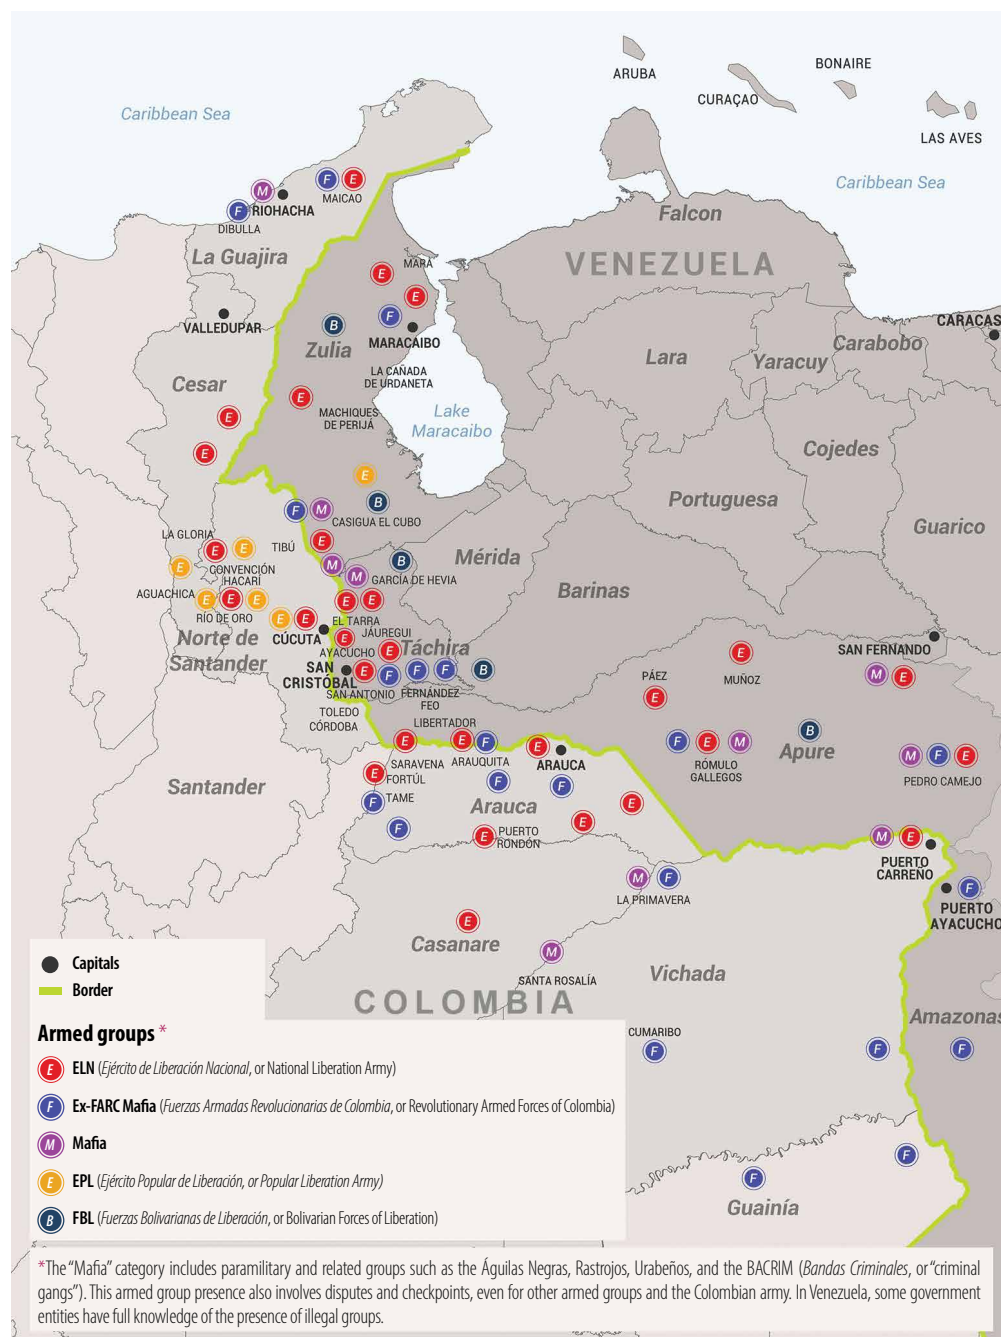 ARUBA
BONAIRE
CURAÇAO
LAS AVES
Caribbean Sea
Caribbean Sea
F
E
MAICAO
M
RIOHACHA
F
DIBULLA
Falcon
La Guajira
VENEZUELA
MARA
E
E
F
B
VALLEDUPAR
MARACAIBO
CARACAS
Zulia
Lara
Yaracuy
Carabobo
LA CAÑADA
DE URDANETA
Cesar
E
MACHIQUES
DE PERIJÁ
Lake
Maracaibo
E
E
Cojedes
E
B
Portuguesa
F
M
CASIGUA EL CUBO
Guarico
LA GLORIA
E
E
TIBÚ
E
Mérida
E
CONVENCIÓN
HACARÍ
M
M
B
GARCÍA DE HEVIA
Barinas
AGUACHICA
E
E
E
RÍO DE ORO
E
E
E
E
EL TARRA
CÚCUTA
E
JÁUREGUI
Norte de
Santander
AYACUCHO
E
Táchira
SAN
CRISTÓBAL
E
F
F
F
B
SAN ANTONIO
FERNÁNDEZ
FEO
SAN FERNANDO
E
MUÑOZ
M
E
PÁEZ
E
TOLEDO
CÓRDOBA
LIBERTADOR
E
E
F
E
SARAVENA
ARAUQUITA
ARAUCA
F
E
M
RÓMULO
GALLEGOS
B
Apure
M
F
E
PEDRO CAMEJO
Santander
E
FORTÚL
F
F
F
TAME
Arauca
E
E
F
E
PUERTO
RONDÓN
M
E
PUERTO
CARREÑO
M
F
LA PRIMAVERA
F
PUERTO
AYACUCHO
E
Casanare
M
SANTA ROSALÍA
Vichada
COLOMBIA
Amazonas
CUMARIBO
F
F
F
F
F
Guainía
Capitals
Border
Armed groups *
E ELN (Ejército de Liberación Nacional, or National Liberation Army)
F Ex-FARC Mafia (Fuerzas Armadas Revolucionarias de Colombia, or Revolutionary Armed Forces of Colombia)
M Mafia
E EPL (Ejército Popular de Liberación, or Popular Liberation Army)
B FBL (Fuerzas Bolivarianas de Liberación, or Bolivarian Forces of Liberation)
*The “Mafia” category includes paramilitary and related groups such as the Águilas Negras, Rastrojos, Urabeños, and the BACRIM (Bandas Criminales, or “criminal
gangs”). This armed group presence also involves disputes and checkpoints, even for other armed groups and the Colombian army. In Venezuela, some government
entities have full knowledge of the presence of illegal groups.